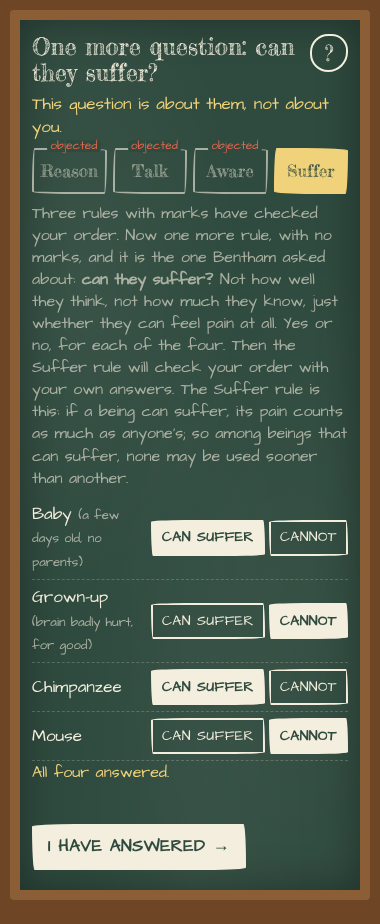 One more question: can
they suffer?
?
This question is about them, not about
you.
objected objected objected
Reason Talk Aware Suffer
Three rules with marks have checked
your order. Now one more rule, with no
marks, and it is the one Bentham asked
about: can they suffer? Not how well
they think, not how much they know, just
whether they can feel pain at all. Yes or
no, for each of the four. Then the
Suffer rule will check your order with
your own answers. The Suffer rule is
this: if a being can suffer, its pain counts
as much as anyone's; so among beings that
can suffer, none may be used sooner
than another.
Baby (a few
days old, no
parents)
CAN SUFFER CANNOT
Grown-up
(brain badly hurt,
for good)
CAN SUFFER CANNOT
Chimpanzee CAN SUFFER CANNOT
Mouse CAN SUFFER CANNOT
All four answered.
I HAVE ANSWERED →